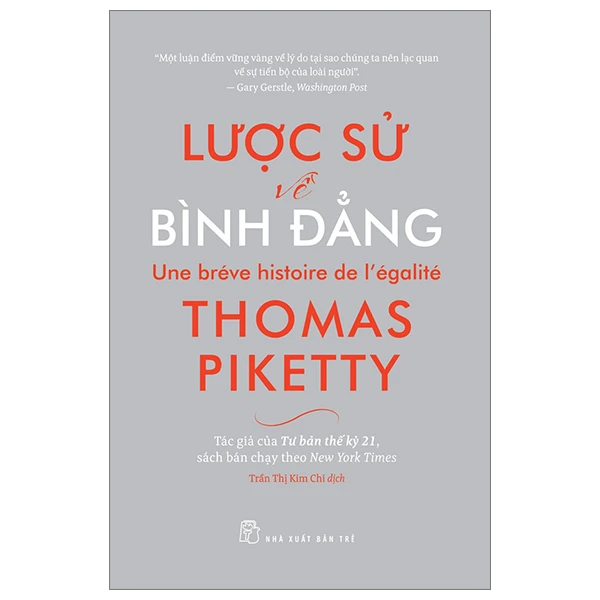 “Một luận điểm vững vàng về lý do tại sao chúng ta nên lạc quan
về sự tiến bộ của loài người”.
— Gary Gerstle, Washington Post
LƯỢC SỬ
về
BÌNH ĐẲNG
Une bréve histoire de l’égalité
THOMAS
PIKETTY
Tác giả của Tư bản thế kỷ 21,
sách bán chạy theo New York Times
Trần Thị Kim Chi dịch
NHÀ XUẤT BẢN TRẺ